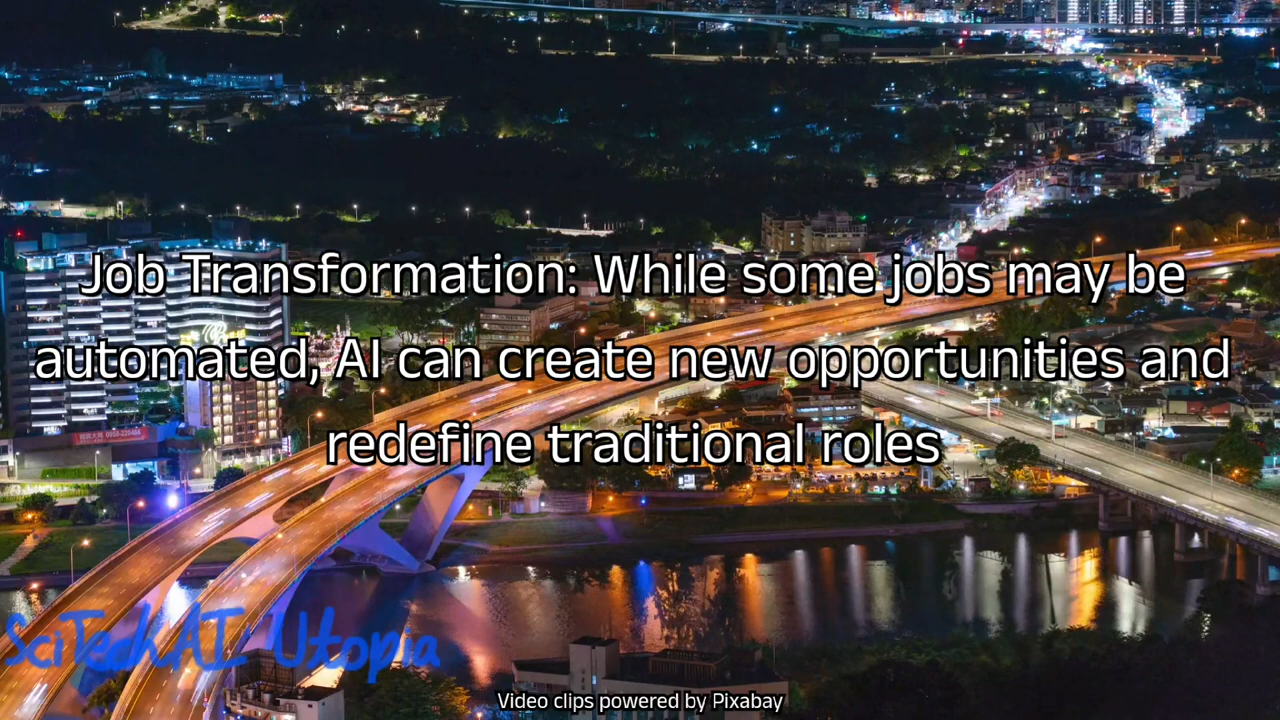 Job Transformation: While some jobs may be
automated, AI can create new opportunities and
redefine traditional roles
SciTechAI Utopia
Video clips powered by Pixabay